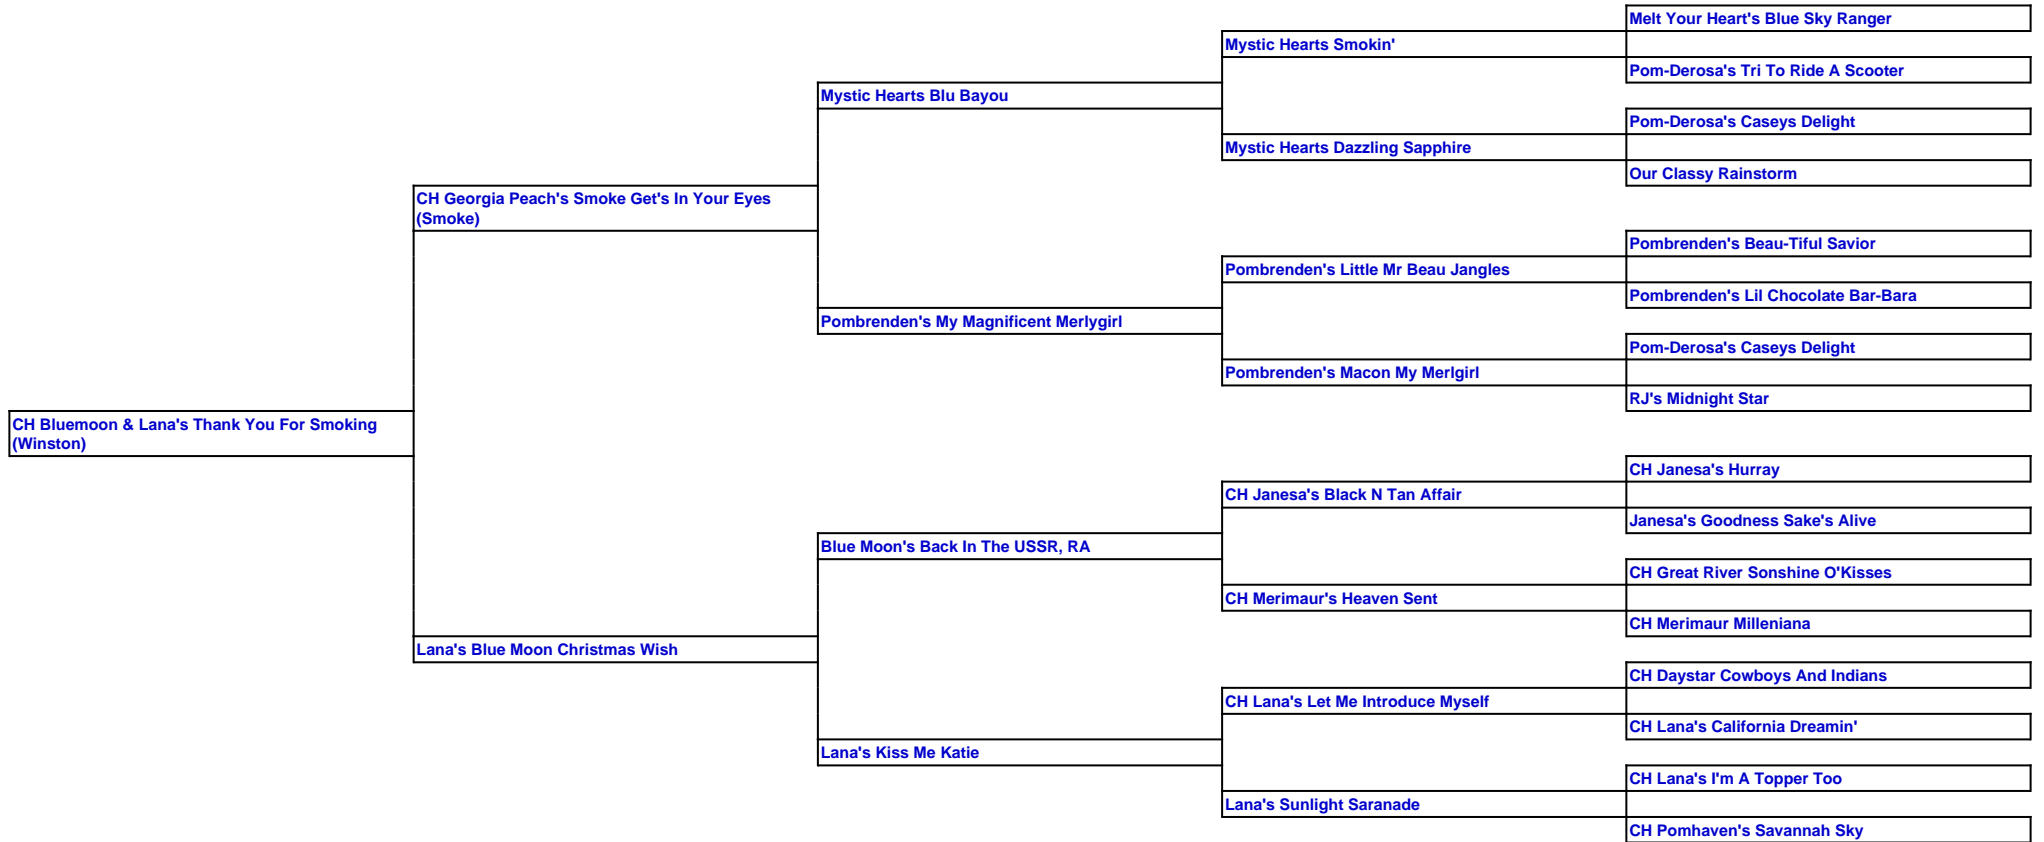 Melt Your Heart's Blue Sky Ranger
Mystic Hearts Smokin'
Pom-Derosa's Tri To Ride A Scooter
Mystic Hearts Blu Bayou
Pom-Derosa's Caseys Delight
Mystic Hearts Dazzling Sapphire
Our Classy Rainstorm
CH Georgia Peach's Smoke Get's In Your Eyes
(Smoke)
Pombrenden's Beau-Tiful Savior
Pombrenden's Little Mr Beau Jangles
Pombrenden's Lil Chocolate Bar-Bara
Pombrenden's My Magnificent Merlygirl
Pom-Derosa's Caseys Delight
Pombrenden's Macon My Merlgirl
RJ's Midnight Star
CH Bluemoon & Lana's Thank You For Smoking
(Winston)
CH Janesa's Hurray
CH Janesa's Black N Tan Affair
Janesa's Goodness Sake's Alive
Blue Moon's Back In The USSR, RA
CH Great River Sonshine O'Kisses
CH Merimaur's Heaven Sent
CH Merimaur Milleniana
Lana's Blue Moon Christmas Wish
CH Daystar Cowboys And Indians
CH Lana's Let Me Introduce Myself
CH Lana's California Dreamin'
Lana's Kiss Me Katie
CH Lana's I'm A Topper Too
Lana's Sunlight Saranade
CH Pomhaven's Savannah Sky